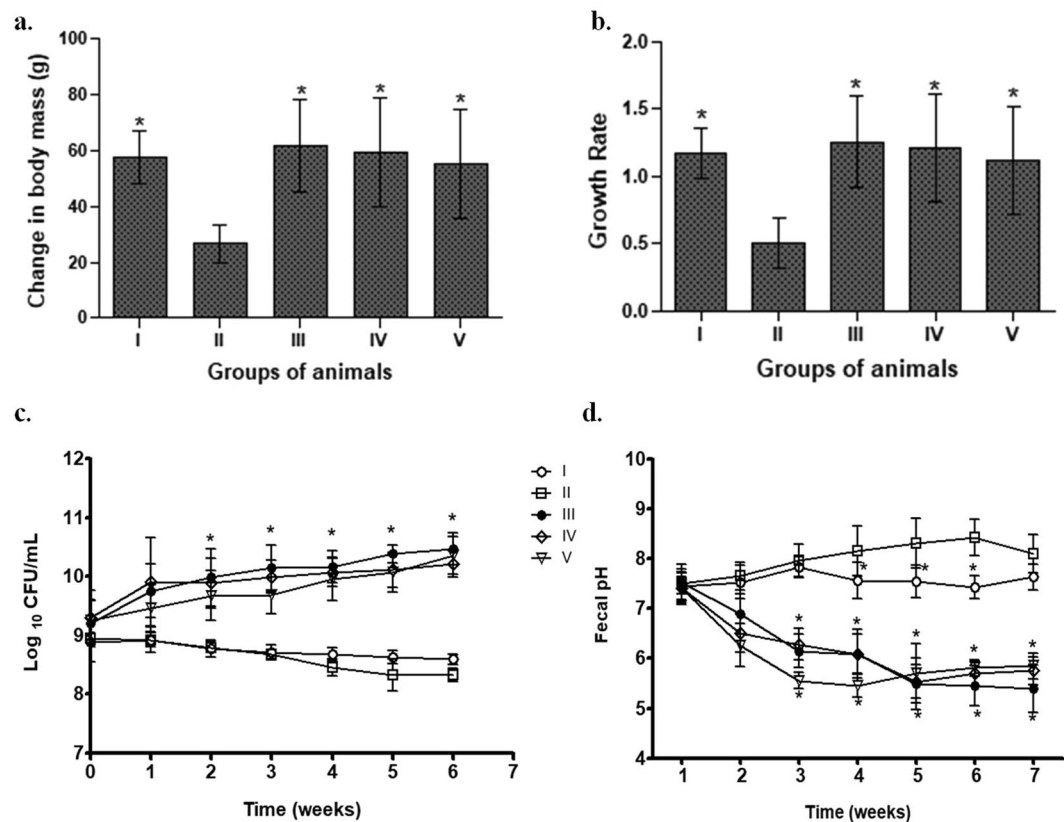 a.
Change in body mass (g)
100
80
60
40
20
0
* * * *
I II III IV V
Groups of animals
b.
Growth Rate
2.0
1.5
1.0
0.5
0.0
* * * *
I II III IV V
Groups of animals
c.
Log 10 CFU/mL
12
11
10
9
8
7
* * * * *
0 1 2 3 4 5 6 7
Time (weeks)
I
II
III
IV
V
d.
Fecal pH
10
9
8
7
6
5
4
* * *
* * * * *
* * * * *
1 2 3 4 5 6 7
Time (weeks)